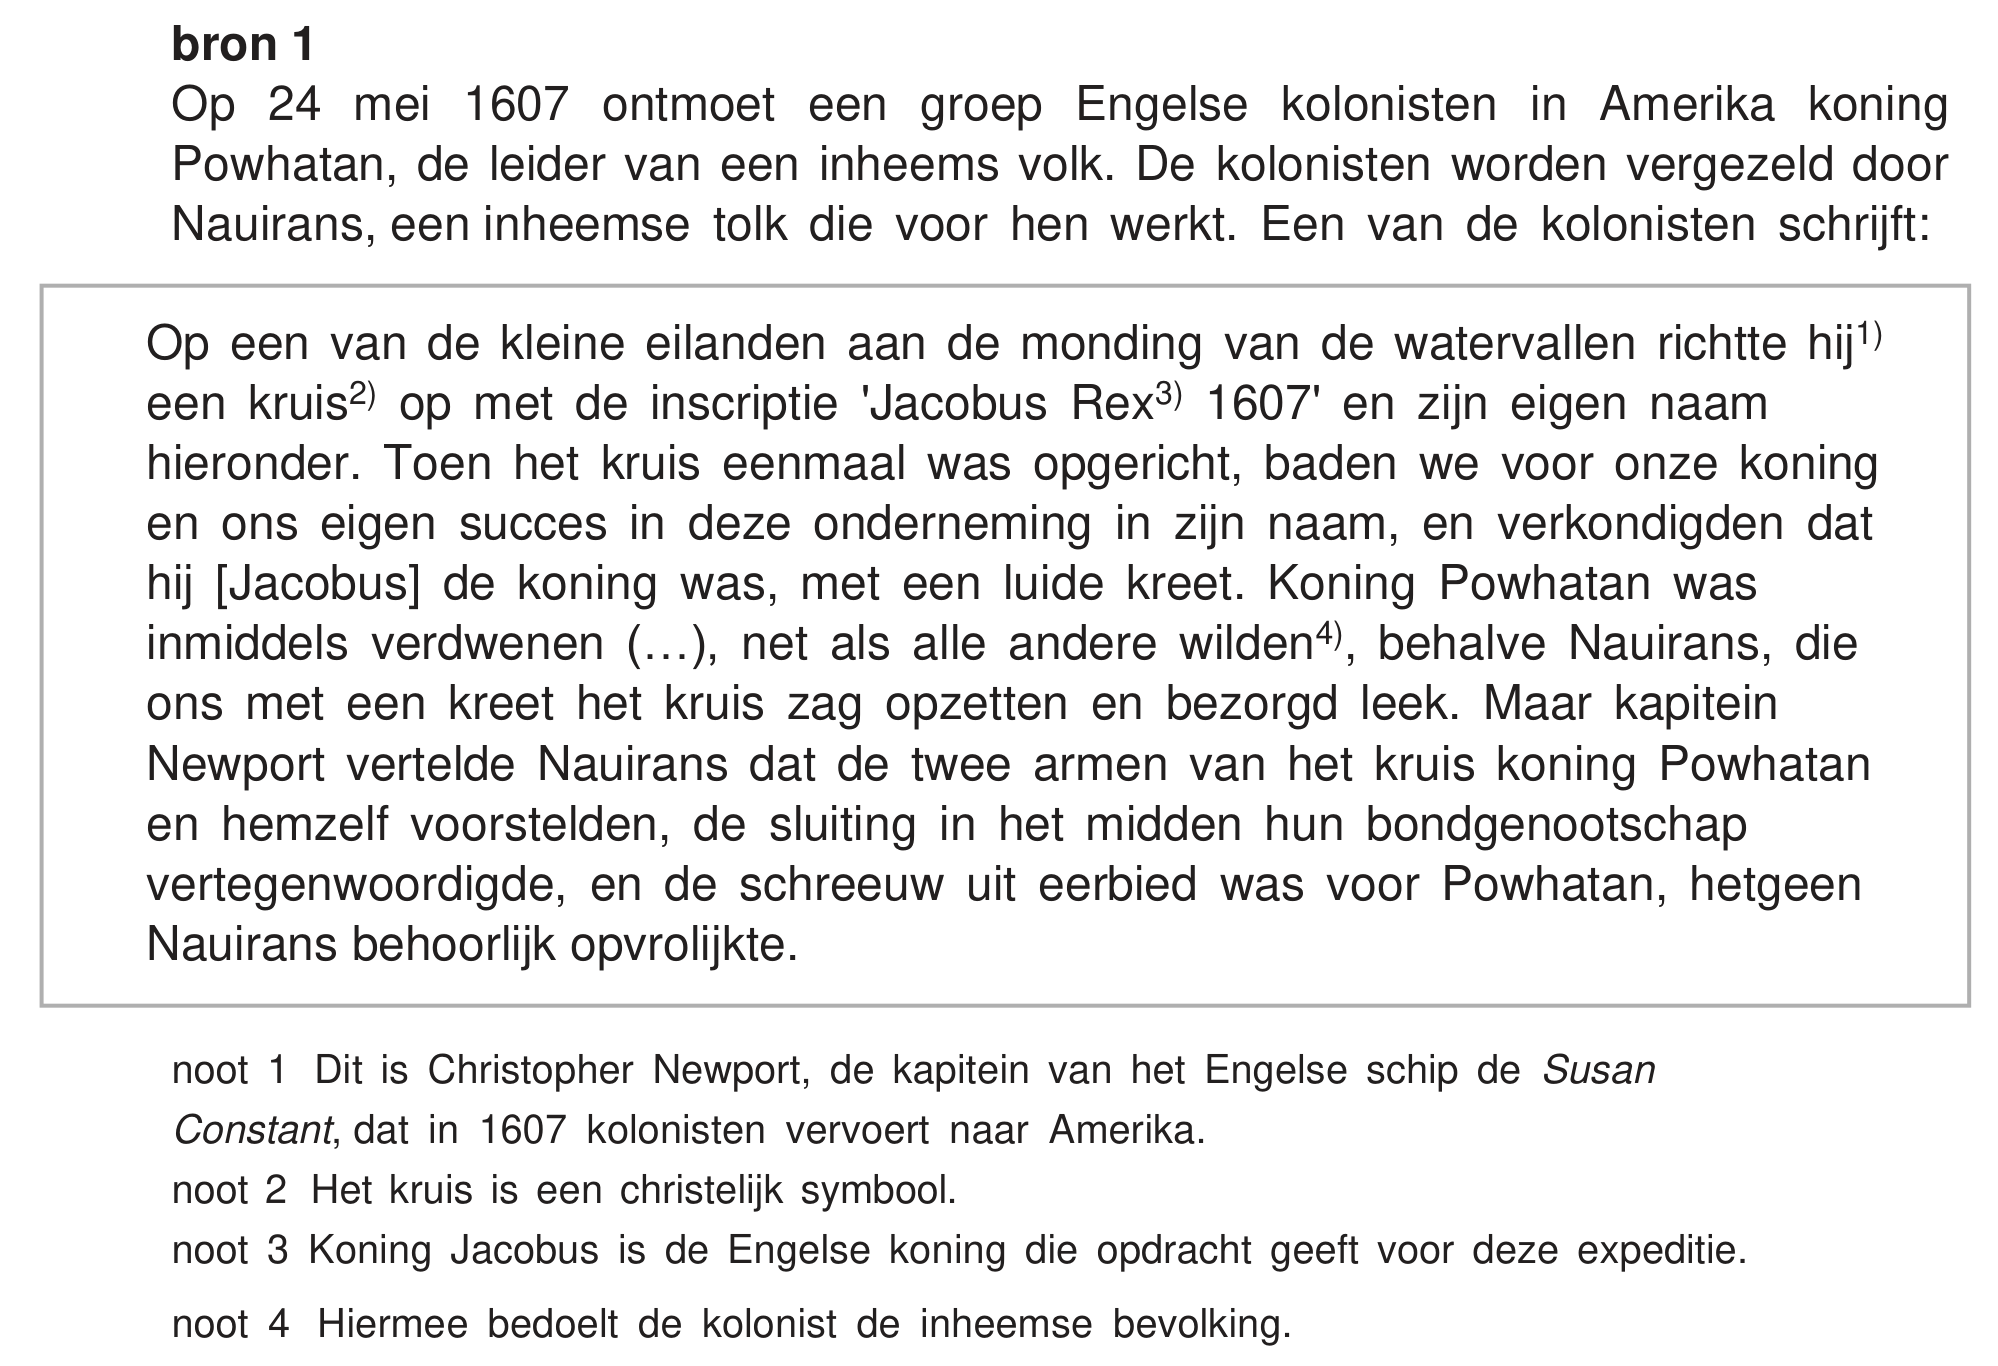 bron 1
Op 24 mei 1607 ontmoet een groep Engelse kolonisten in Amerika koning
Powhatan, de leider van een inheems volk. De kolonisten worden vergezeld door
Nauirans, een inheemse tolk die voor hen werkt. Een van de kolonisten schrijft:
Op een van de kleine eilanden aan de monding van de watervallen richtte hij1)
een kruis2) op met de inscriptie 'Jacobus Rex3) 1607' en zijn eigen naam
hieronder. Toen het kruis eenmaal was opgericht, baden we voor onze koning
en ons eigen succes in deze onderneming in zijn naam, en verkondigden dat
hij [Jacobus] de koning was, met een luide kreet. Koning Powhatan was
inmiddels verdwenen (…), net als alle andere wilden4), behalve Nauirans, die
ons met een kreet het kruis zag opzetten en bezorgd leek. Maar kapitein
Newport vertelde Nauirans dat de twee armen van het kruis koning Powhatan
en hemzelf voorstelden, de sluiting in het midden hun bondgenootschap
vertegenwoordigde, en de schreeuw uit eerbied was voor Powhatan, hetgeen
Nauirans behoorlijk opvrolijkte.
noot 1 Dit is Christopher Newport, de kapitein van het Engelse schip de Susan
Constant, dat in 1607 kolonisten vervoert naar Amerika.
noot 2 Het kruis is een christelijk symbool.
noot 3 Koning Jacobus is de Engelse koning die opdracht geeft voor deze expeditie.
noot 4 Hiermee bedoelt de kolonist de inheemse bevolking.